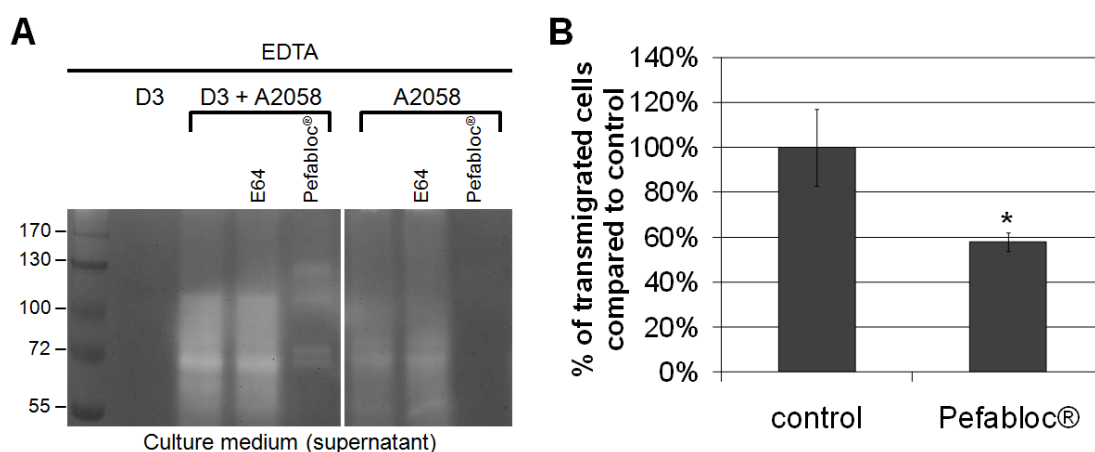 A
EDTA
D3
D3 + A2058
A2058
E64
Pefabloc®
E64
Pefabloc®
170
130
100
72
55
Culture medium (supernatant)
B
% of transmigrated cells
compared to control
140%
120%
100%
80%
60%
40%
20%
0%
*
control
Pefabloc®